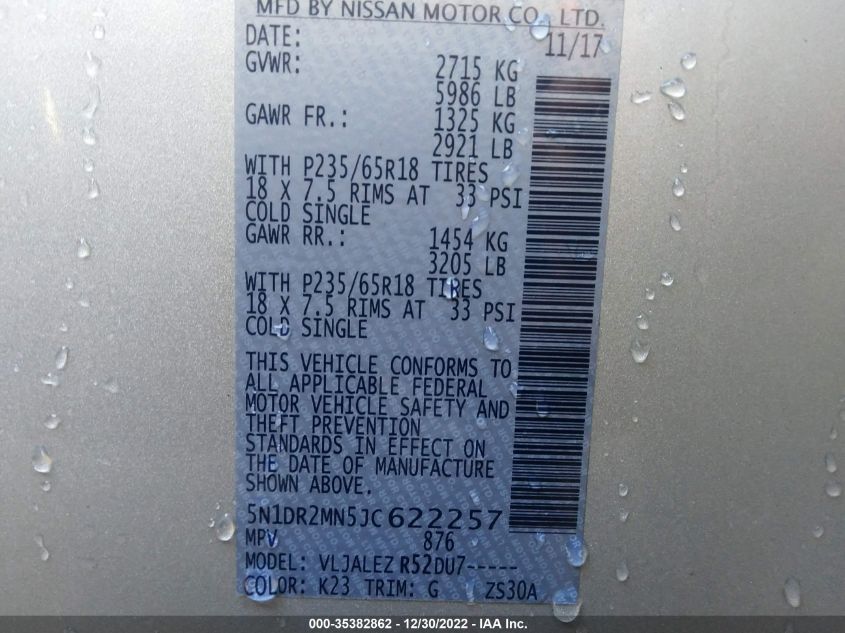 MFD BY NISSAN MOTOR CO., LTD.
DATE: 11/17
GVWR: 2715 KG
5986 LB
GAWR FR.: 1325 KG
2921 LB
WITH P235/65R18 TIRES
18 X 7.5 RIMS AT 33 PSI
COLD SINGLE
GAWR RR.: 1454 KG
3205 LB
WITH P235/65R18 TIRES
18 X 7.5 RIMS AT 33 PSI
COLD SINGLE
THIS VEHICLE CONFORMS TO
ALL APPLICABLE FEDERAL
MOTOR VEHICLE SAFETY AND
THEFT PREVENTION
STANDARDS IN EFFECT ON
THE DATE OF MANUFACTURE
SHOWN ABOVE.
5N1DR2MN5JC622257
MPV 876
MODEL: VLJALEZ R52DU7-----
COLOR: K23 TRIM: G ZS30A
000-35382862 - 12/30/2022 - IAA Inc.